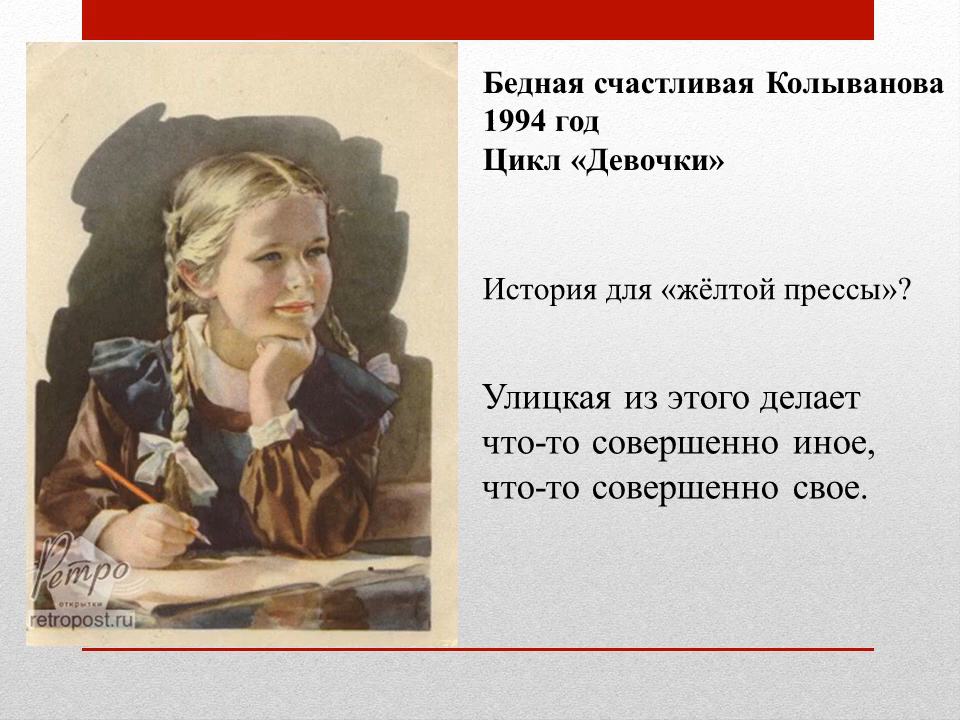 Бедная счастливая Колыванова
1994 год
Цикл «Девочки»
История для «жёлтой прессы»?
Улицкая из этого делает
что-то совершенно иное,
что-то совершенно свое.
Ретро
открытки
retropost.ru